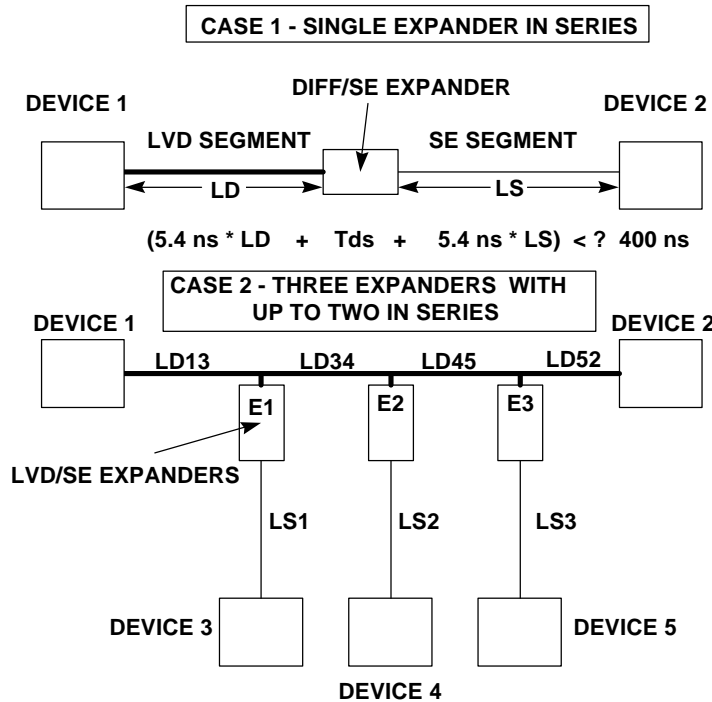 CASE 1 - SINGLE EXPANDER IN SERIES
DIFF/SE EXPANDER
DEVICE 1
DEVICE 2
LVD SEGMENT
SE SEGMENT
LD
LS
(5.4 ns * LD + Tds + 5.4 ns * LS) < ? 400 ns
CASE 2 - THREE EXPANDERS WITH
UP TO TWO IN SERIES
DEVICE 1
DEVICE 2
LD13
LD34
LD45
LD52
E1
E2
E3
LVD/SE EXPANDERS
LS1
LS2
LS3
DEVICE 3
DEVICE 5
DEVICE 4